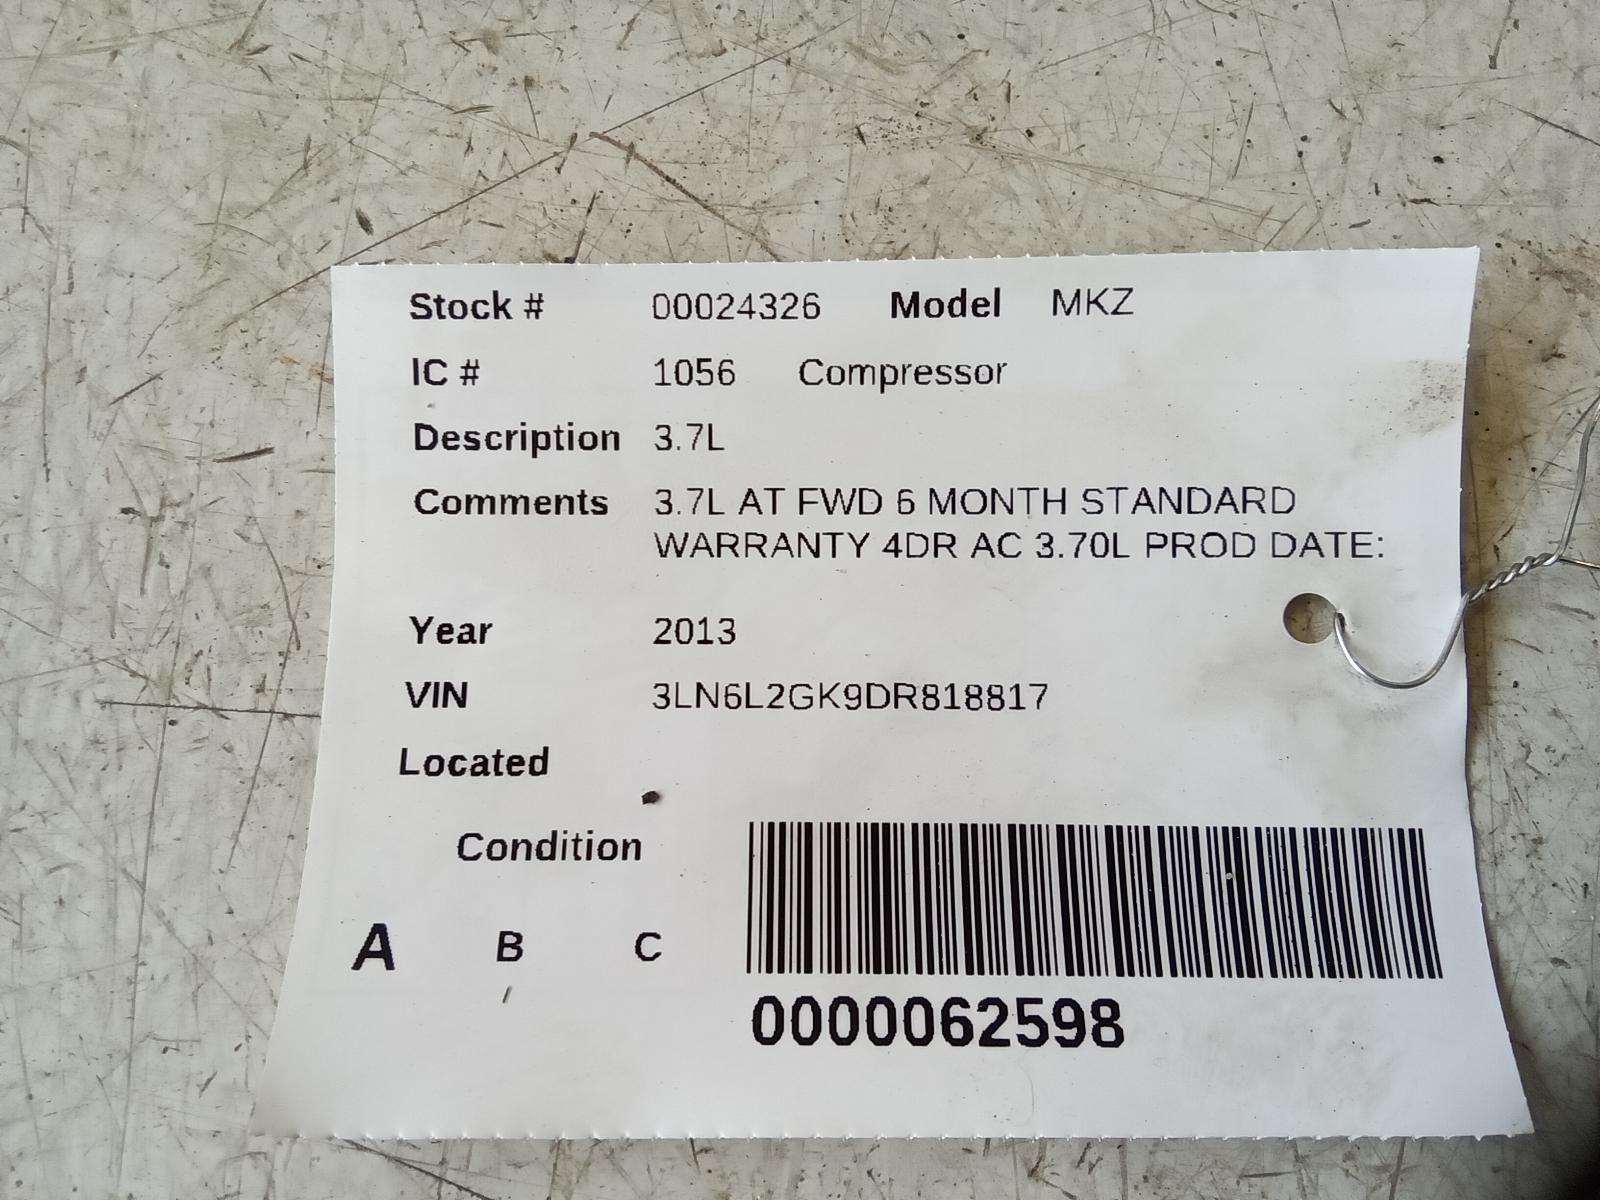 Stock # 00024326 Model MKZ
IC # 1056 Compressor
Description 3.7L
Comments 3.7L AT FWD 6 MONTH STANDARD
WARRANTY 4DR AC 3.70L PROD DATE:
Year 2013
VIN 3LN6L2GK9DR818817
Located
Condition
A B C
0000062598